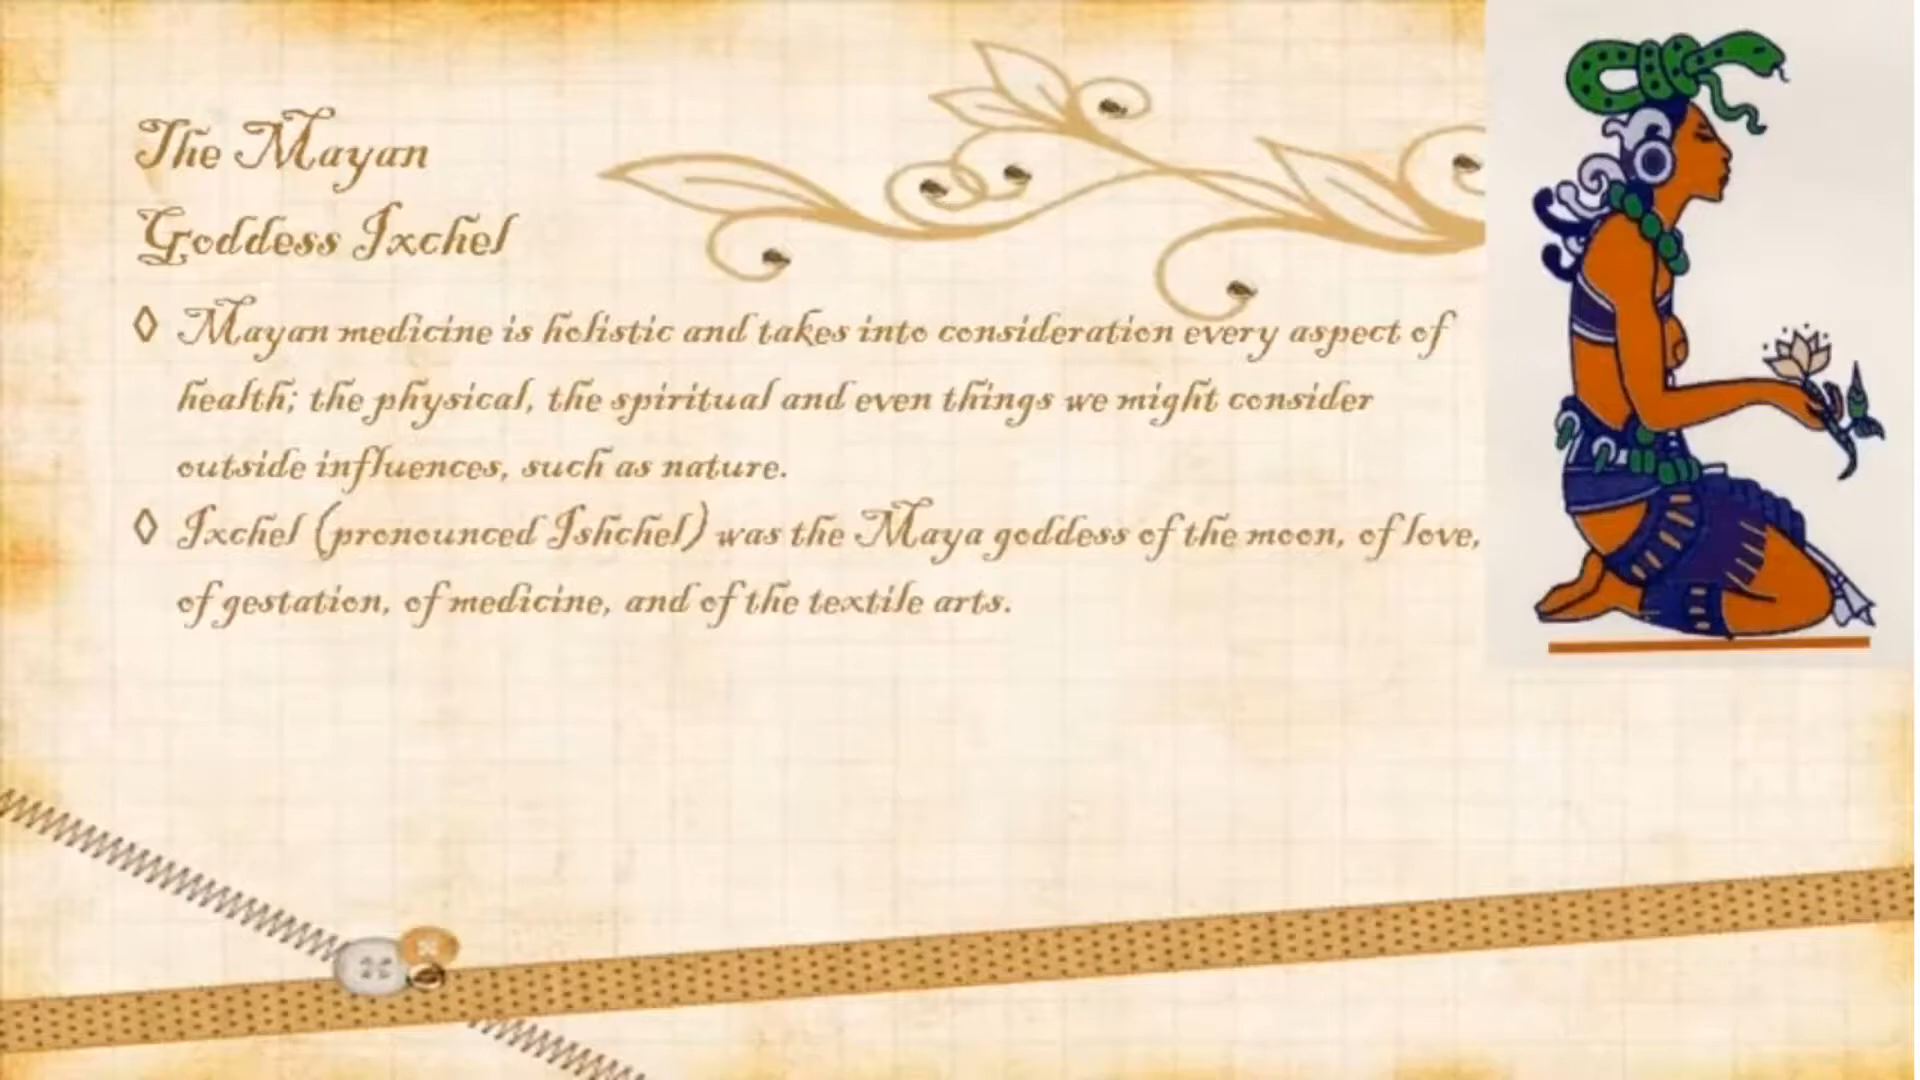 The Mayan
Goddess Ixchel
◊ Mayan medicine is holistic and takes into consideration every aspect of
health; the physical, the spiritual and even things we might consider
outside influences, such as nature.
◊ Ixchel (pronounced Ishchel) was the Maya goddess of the moon, of love,
of gestation, of medicine, and of the textile arts.